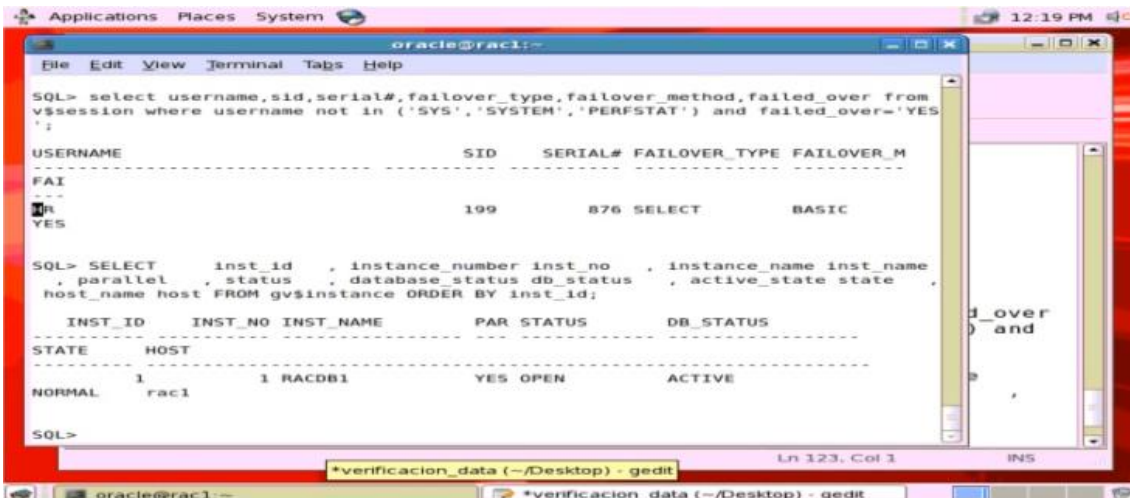 Applications Places System
12:19 PM
oracle@rac1:~
File Edit View Terminal Tabs Help
SQL> select username,sid,serial#,failover_type,failover_method,failed_over from
v$session where username not in ('SYS','SYSTEM','PERFSTAT') and failed_over='YES
';
USERNAME SID SERIAL# FAILOVER_TYPE FAILOVER_M
------------------------------ ---------- ---------- ------------- ----------
FAI
---
HR 199 876 SELECT BASIC
YES
SQL> SELECT inst_id , instance_number inst_no , instance_name inst_name
, parallel , status , database_status db_status , active_state state ,
host_name host FROM gv$instance ORDER BY inst_id;
INST_ID INST_NO INST_NAME PAR STATUS DB_STATUS
---------- ---------- ---------------- --- ------------ -----------------
STATE HOST
--------- ----------------------------------------------------------------
1 1 RACDB1 YES OPEN ACTIVE
NORMAL rac1
SQL>
d_over
) and
,
Ln 123, Col 1 INS
*verificacion_data (~/Desktop) - gedit
oracle@rac1:~
*verificacion_data (~/Desktop) - gedit